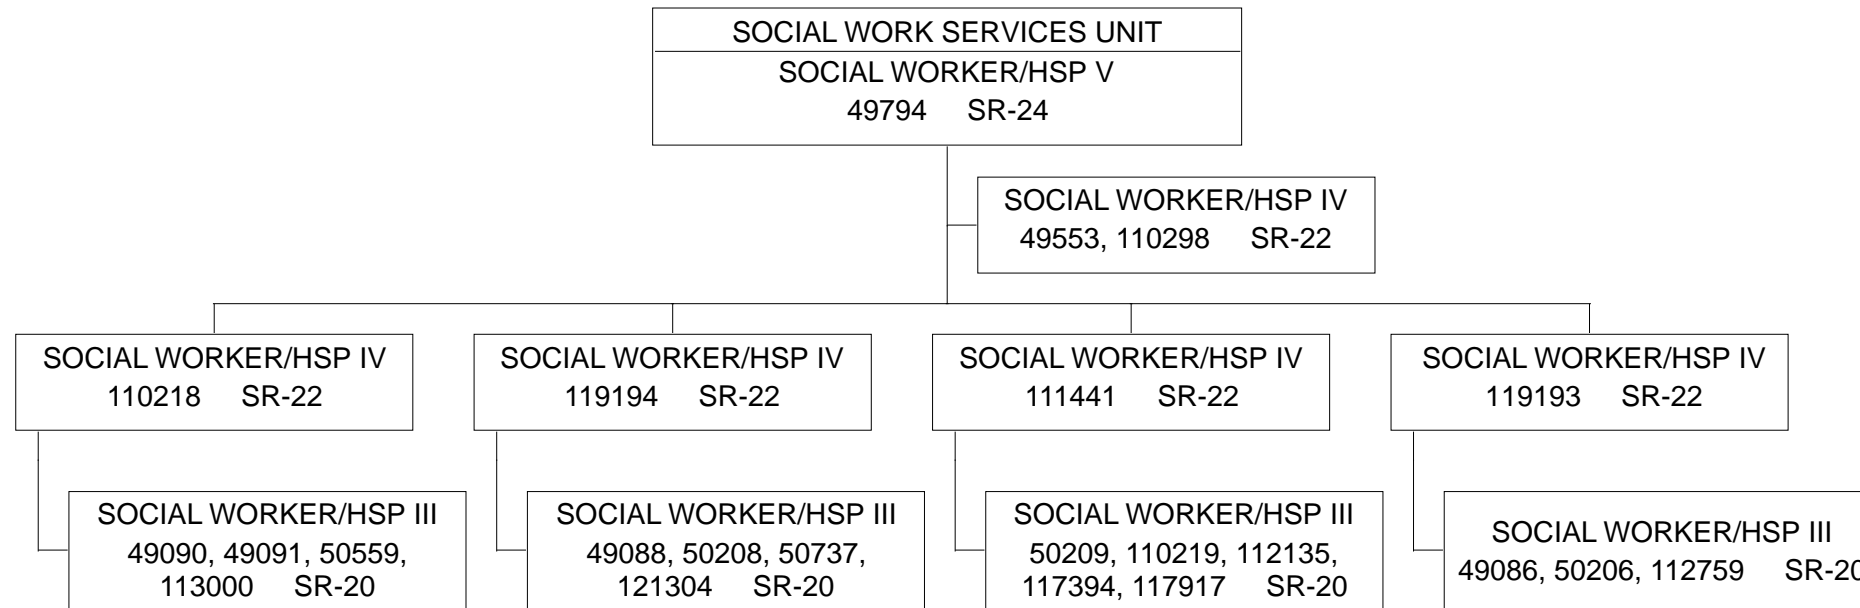 SOCIAL WORK SERVICES UNIT
SOCIAL WORKER/HSP V
49794 SR-24
SOCIAL WORKER/HSP IV
49553, 110298 SR-22
SOCIAL WORKER/HSP IV
110218 SR-22
SOCIAL WORKER/HSP IV
119194 SR-22
SOCIAL WORKER/HSP IV
111441 SR-22
SOCIAL WORKER/HSP IV
119193 SR-22
SOCIAL WORKER/HSP III
49090, 49091, 50559,
113000 SR-20
SOCIAL WORKER/HSP III
49088, 50208, 50737,
121304 SR-20
SOCIAL WORKER/HSP III
50209, 110219, 112135,
117394, 117917 SR-20
SOCIAL WORKER/HSP III
49086, 50206, 112759 SR-20